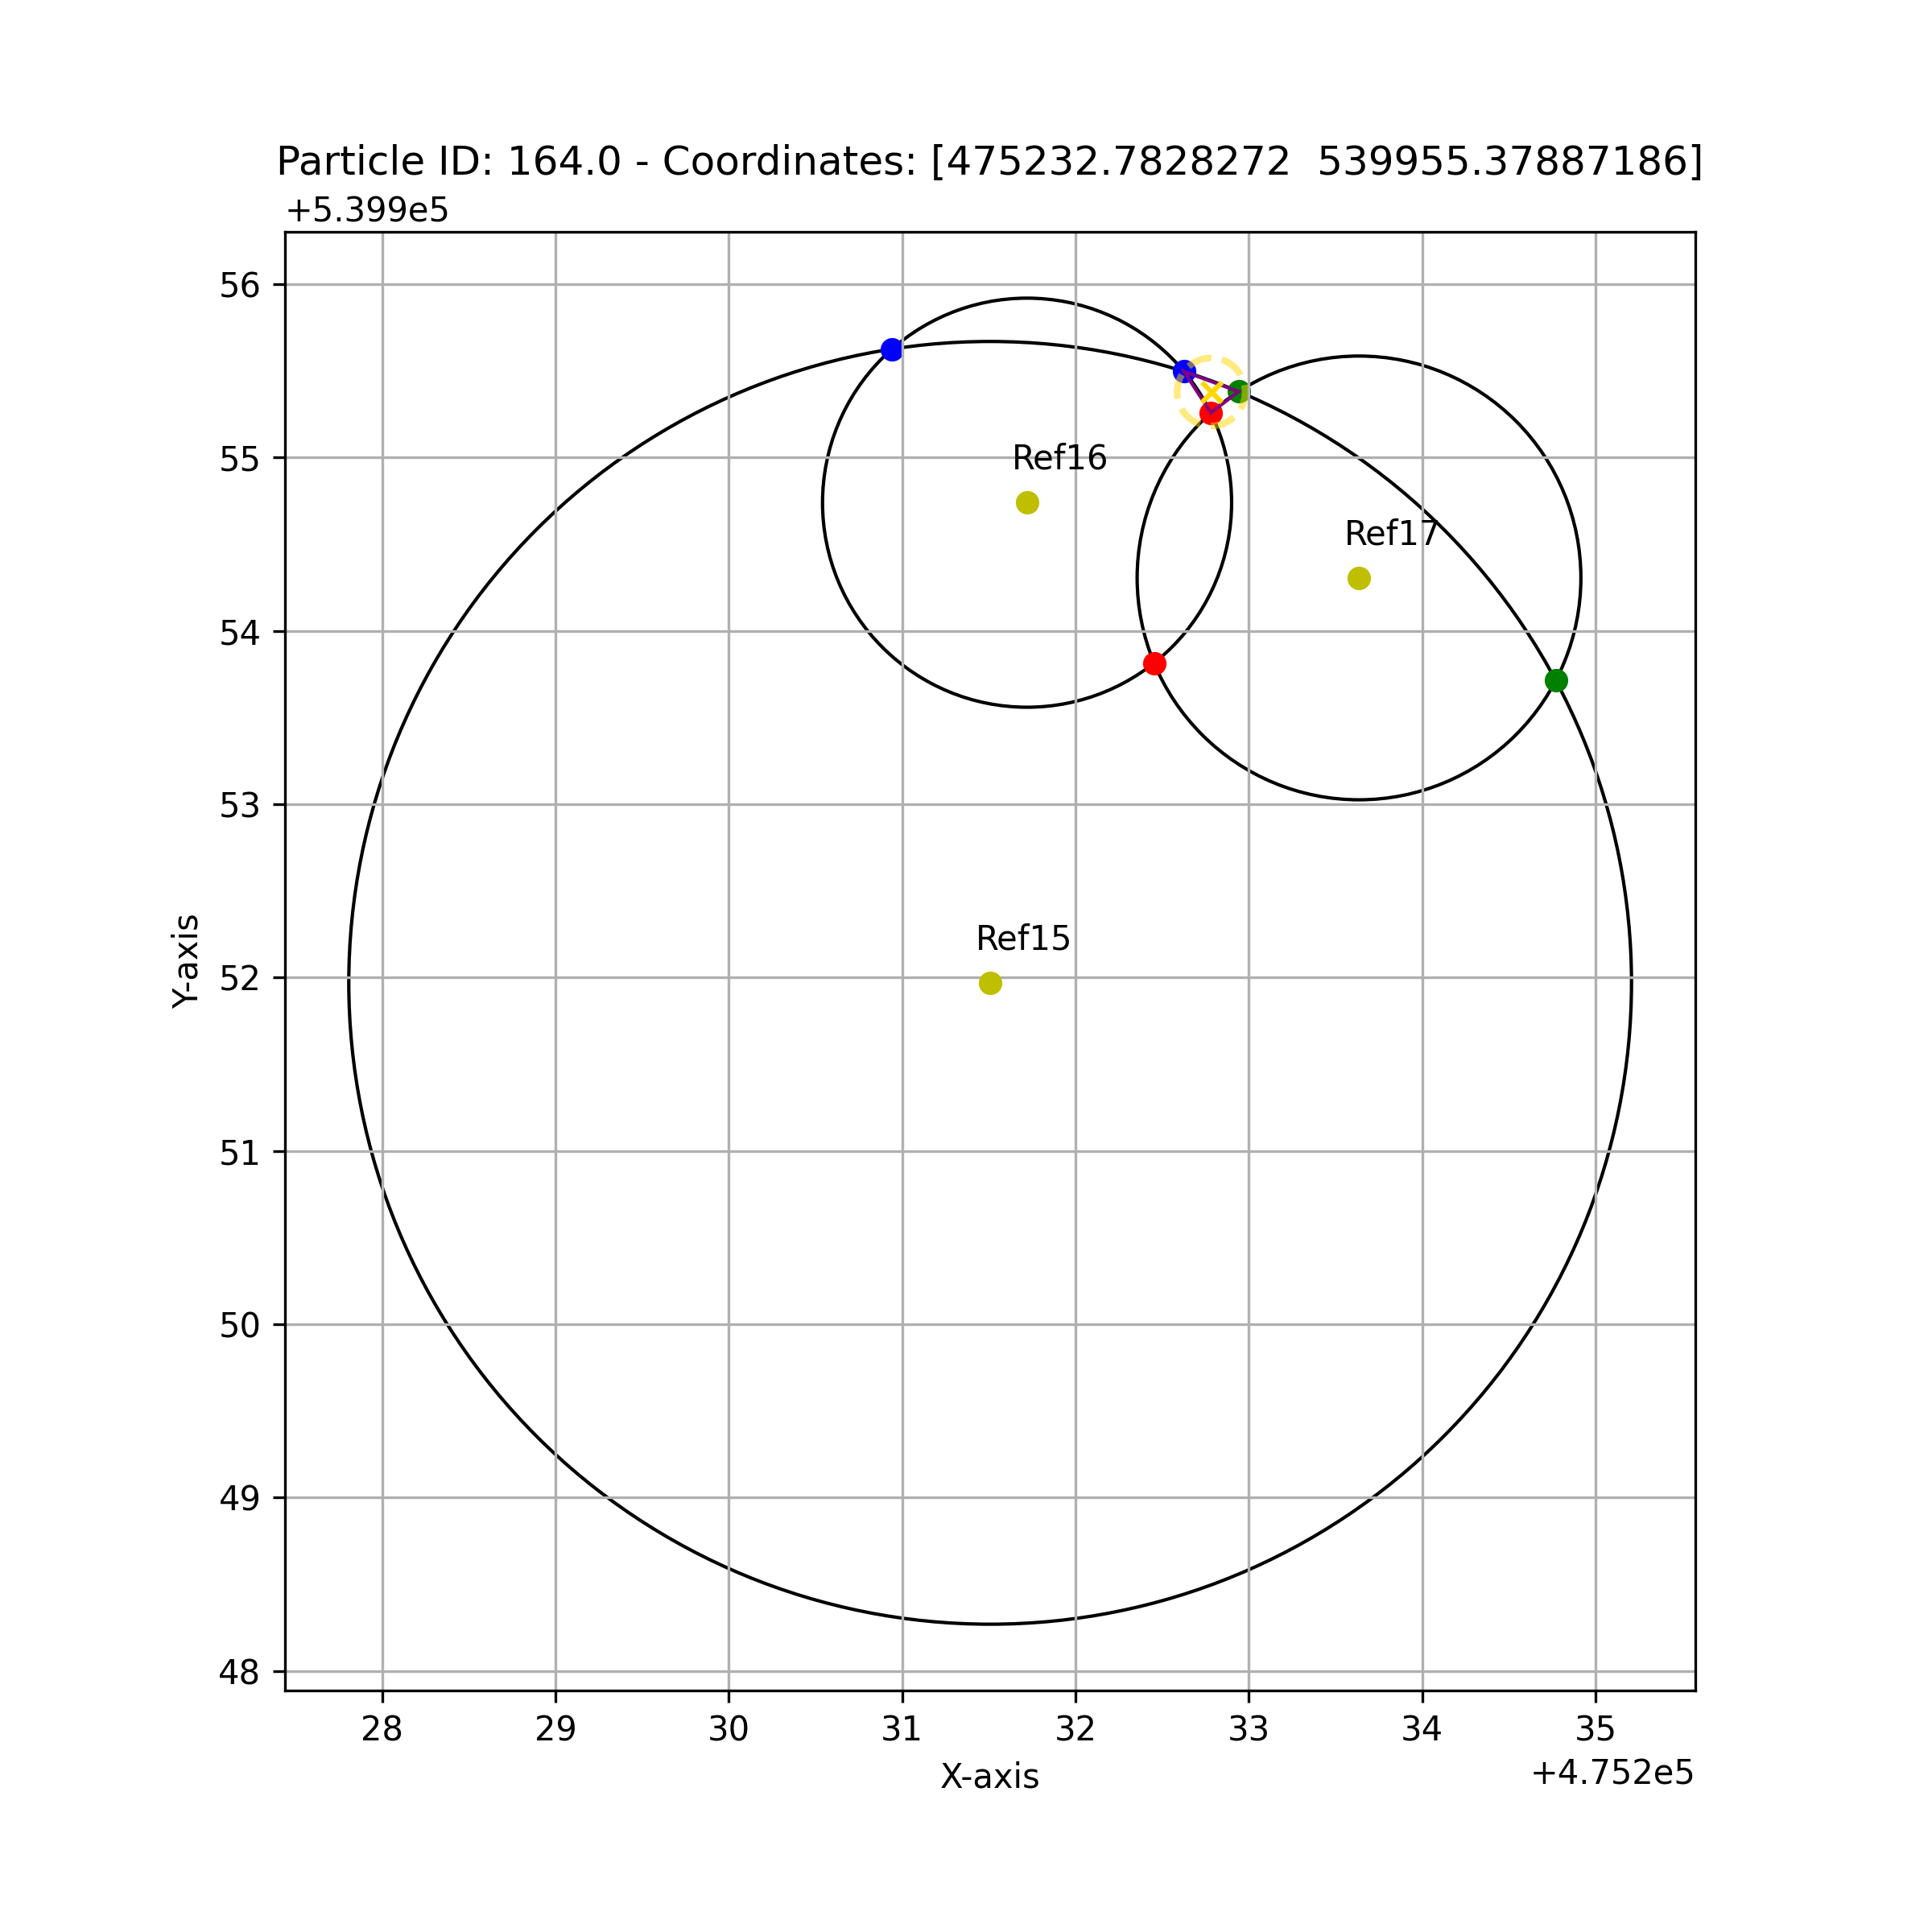 Particle ID: 164.0 - Coordinates: [475232.7828272  539955.37887186]
+5.399e5
56
55
54
53
52
51
50
49
48
Y-axis
Ref16
Ref17
Ref15
28 29 30 31 32 33 34 35
X-axis
+4.752e5